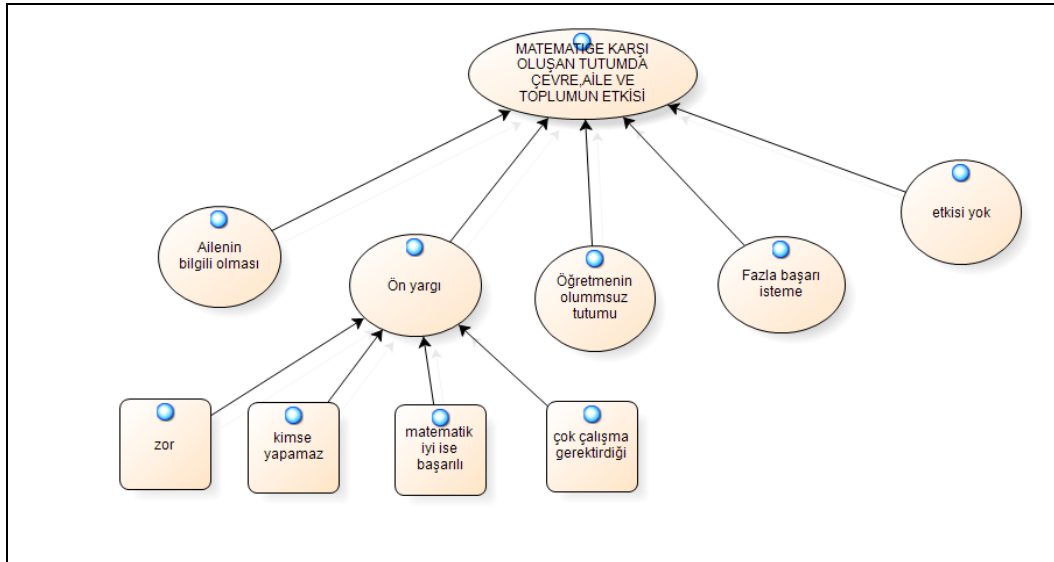 MATEMATİGE KARŞI
OLUŞAN TUTUMDA
ÇEVRE,AİLE VE
TOPLUMUN ETKİSİ
etkisi yok
Ailenin
bilgili olması
Ön yargı
Öğretmenin
olummsuz
tutumu
Fazla başarı
isteme
zor
kimse
yapamaz
matematik
iyi ise
başarılı
çok çalışma
gerektirdiği